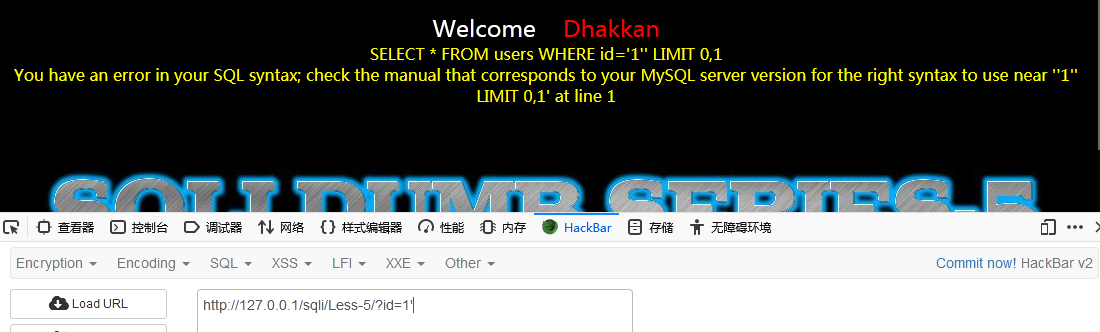 Welcome Dhakkan
SELECT * FROM users WHERE id='1'' LIMIT 0,1
You have an error in your SQL syntax; check the manual that corresponds to your MySQL server version for the right syntax to use near ''1''
LIMIT 0,1' at line 1
SQLI DUMB SERIES-5
查看器 控制台 调试器 网络 {} 样式编辑器 性能 内存 HackBar 存储 无障碍环境
Encryption Encoding SQL XSS LFI XXE Other Commit now! HackBar v2
Load URL http://127.0.0.1/sqli/Less-5/?id=1'